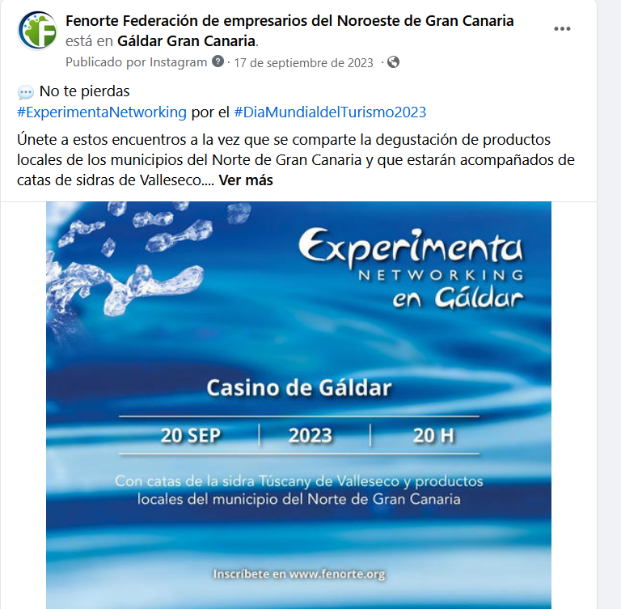 Fenorte Federación de empresarios del Noroeste de Gran Canaria
está en Gáldar Gran Canaria.
Publicado por Instagram · 17 de septiembre de 2023 ·
💬 No te pierdas
#ExperimentaNetworking por el #DiaMundialdelTurismo2023
Únete a estos encuentros a la vez que se comparte la degustación de productos
locales de los municipios del Norte de Gran Canaria y que estarán acompañados de
catas de sidras de Valleseco.... Ver más
Experimenta
NETWORKING
en Gáldar
Casino de Gáldar
20 SEP | 2023 | 20 H
Con catas de la sidra Túscany de Valleseco y productos
locales del municipio del Norte de Gran Canaria
Inscríbete en www.fenorte.org